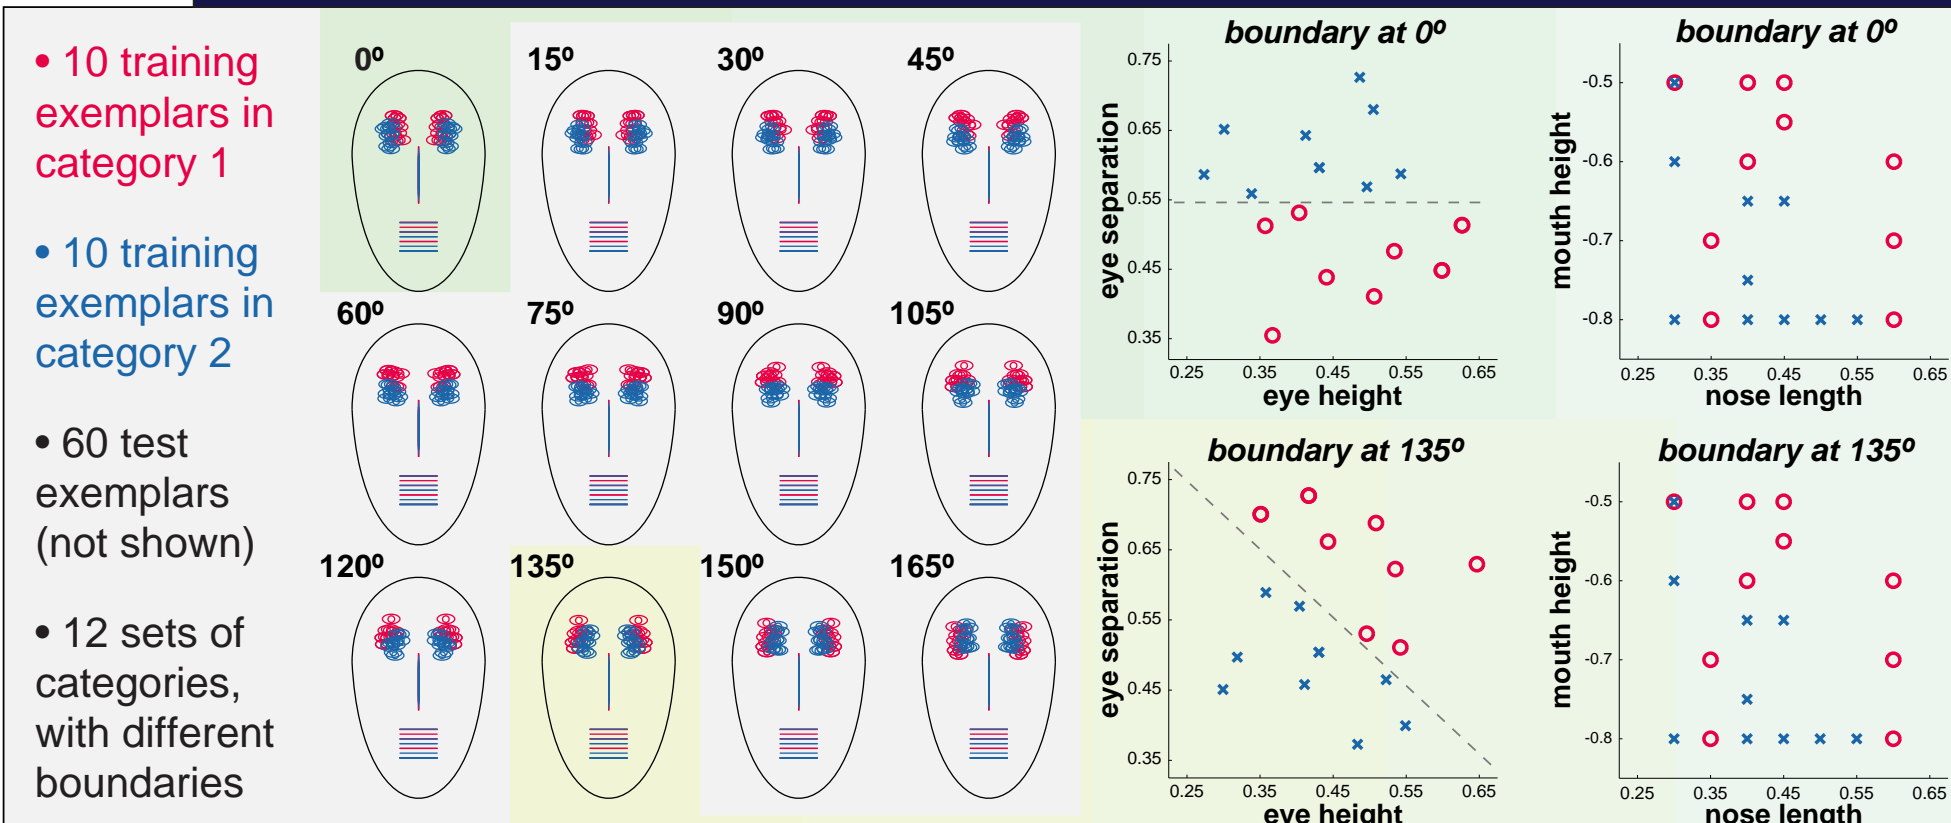 • 10 training
exemplars in
category 1
• 10 training
exemplars in
category 2
• 60 test
exemplars
(not shown)
• 12 sets of
categories,
with different
boundaries
0º
15º
30º
45º
60º
75º
90º
105º
120º
135º
150º
165º
boundary at 0º
eye separation
0.75
0.65
0.55
0.45
0.35
0.25 0.35 0.45 0.55 0.65
eye height
boundary at 0º
mouth height
-0.5
-0.6
-0.7
-0.8
0.25 0.35 0.45 0.55 0.65
nose length
boundary at 135º
eye separation
0.75
0.65
0.55
0.45
0.35
0.25 0.35 0.45 0.55 0.65
eye height
boundary at 135º
mouth height
-0.5
-0.6
-0.7
-0.8
0.25 0.35 0.45 0.55 0.65
nose length